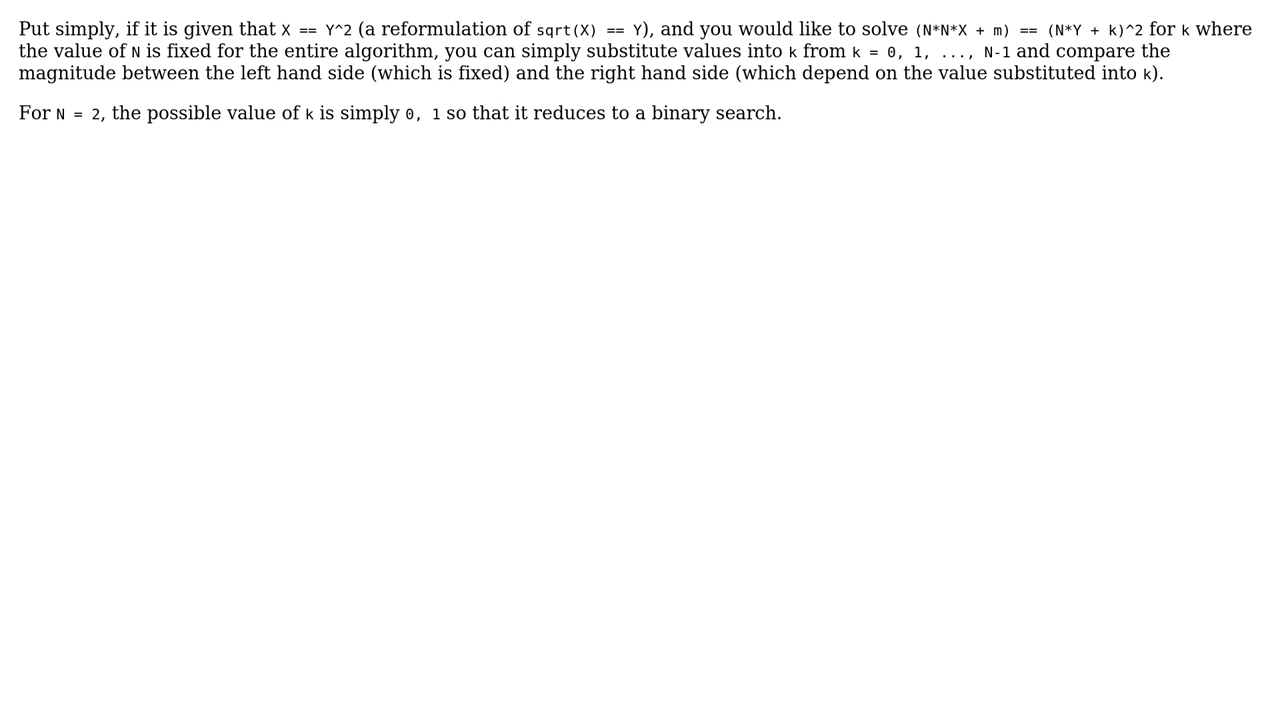 Put simply, if it is given that X == Y^2 (a reformulation of sqrt(X) == Y), and you would like to solve (N*N*X + m) == (N*Y + k)^2 for k where
the value of N is fixed for the entire algorithm, you can simply substitute values into k from k = 0, 1, ..., N-1 and compare the
magnitude between the left hand side (which is fixed) and the right hand side (which depend on the value substituted into k).
For N = 2, the possible value of k is simply 0, 1 so that it reduces to a binary search.